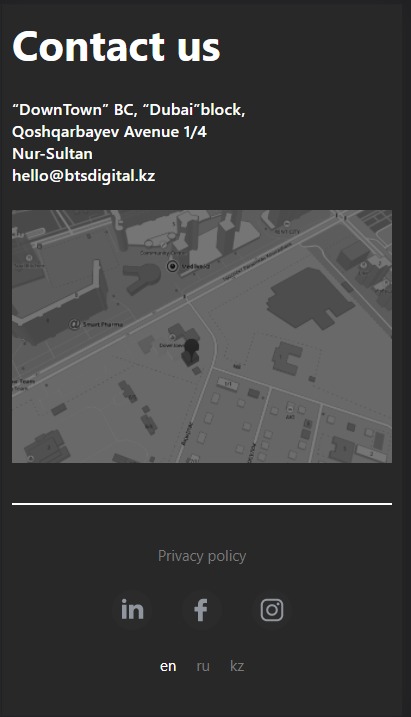 Contact us
“DownTown” BC, “Dubai”block,
Qoshqarbayev Avenue 1/4
Nur-Sultan
hello@btsdigital.kz
Smart Pharma
Privacy policy
in f
en ru kz